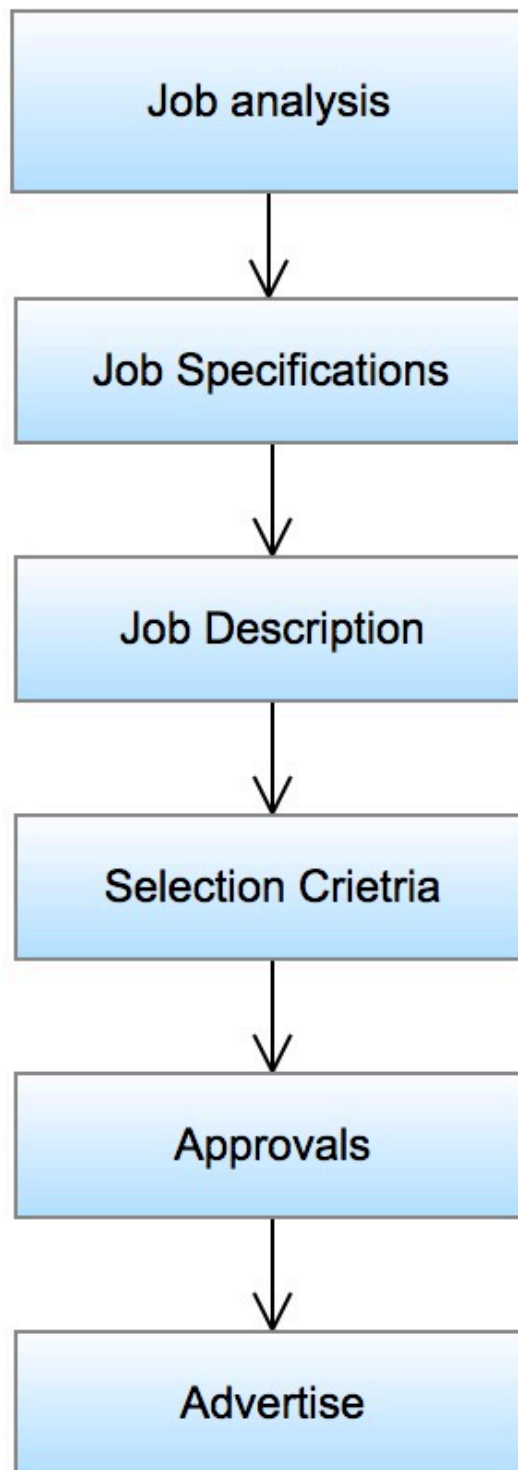 Job analysis
Job Specifications
Job Description
Selection Crietria
Approvals
Advertise